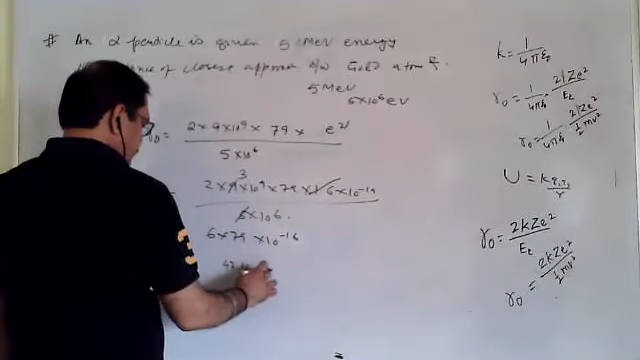 # An α particle is given 5 MeV energy
of closest approach b/w Gold atom ?
5 MeV
5×10⁶ eV
r₀ = 2×9×10⁹ × 79 × e² / 5×10⁶
2×9×10⁹×79×1.6×10⁻¹⁹ / 5×10⁶
3
6×79×10⁻¹⁶
47
k = 1/4πε₀
r₀ = 1/4πε₀ · 2Ze²/E
r₀ = 1/4πε₀ · 2Ze²/½mv²
U = k q₁q₂/r
r₀ = 2kZe²/E
r₀ = 2kZe²/½mv²
3